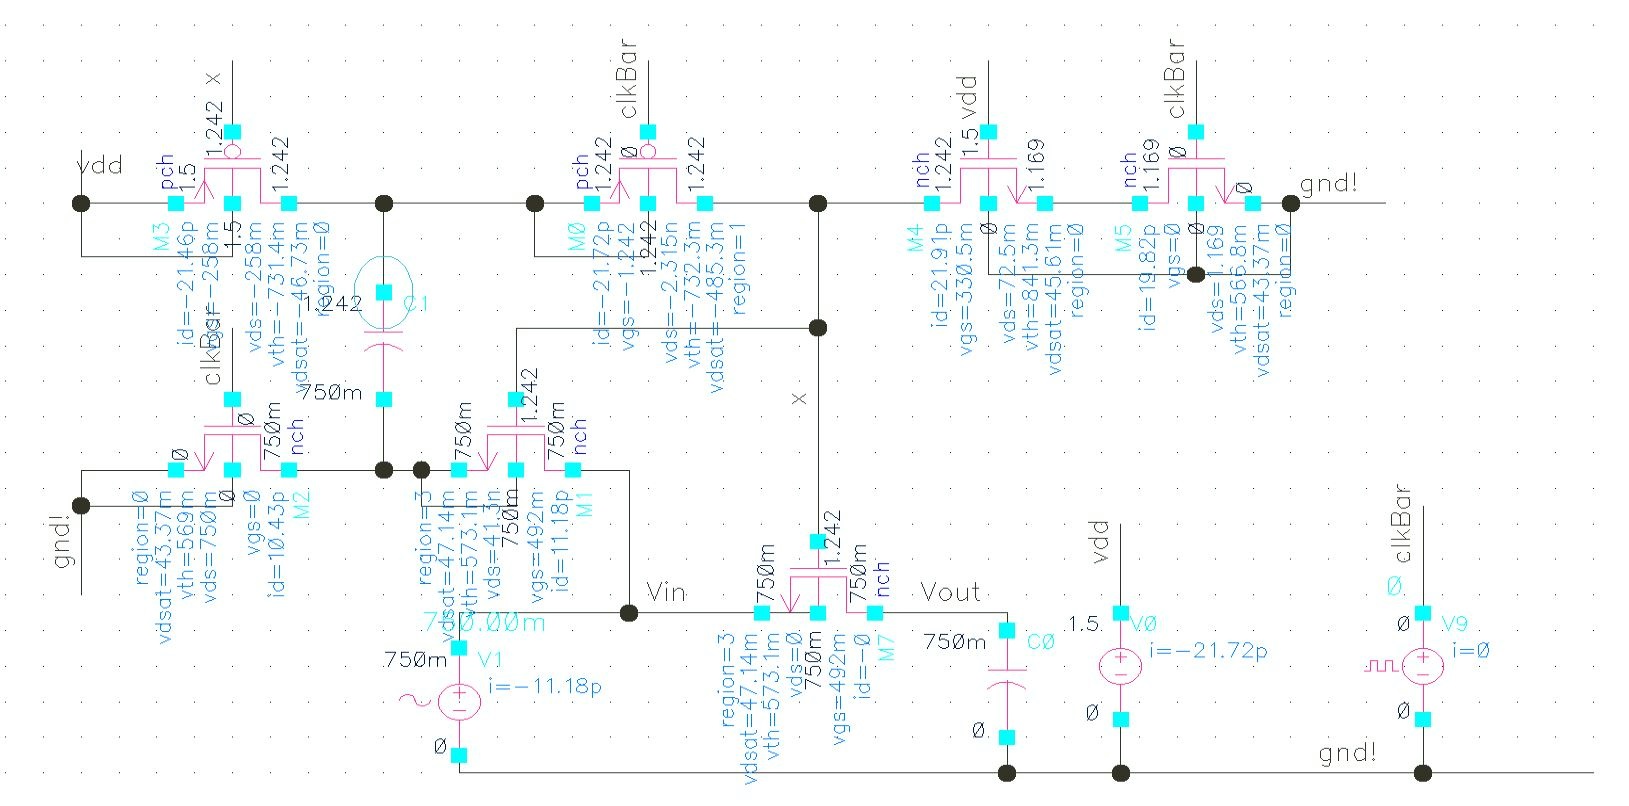 x
clkBar
vdd
clkBar
vdd
pch
1.5
1.242
1.242
1.5
M3
id=-21.46p
vgs=-258m
vds=-258m
vth=-731.4m
vdsat=-46.73m
region=0
pch
1.242
0
1.242
1.242
M0
id=-21.72p
vgs=-1.242
vds=-2.315n
vth=-732.3m
vdsat=-485.3m
region=1
nch
1.242
1.5
1.169
0
M4
id=21.91p
vgs=330.5m
vds=72.5m
vth=841.3m
vdsat=45.61m
region=0
nch
1.169
0
0
0
gnd!
M5
id=19.82p
vgs=0
vds=1.169
vth=566.8m
vdsat=43.37m
region=0
1.242
C1
750m
clkBar
0
0
750m
nch
0
gnd!
region=0
vdsat=43.37m
vth=569m
vds=750m
vgs=0
id=10.43p
M2
750m
1.242
750m
nch
750m
region=3
vdsat=47.14m
vth=573.1m
vds=41.3n
vgs=492m
id=11.18p
M1
x
Vin
750m
1.242
750m
nch
750m
region=3
vdsat=47.14m
vth=573.1m
vds=0
vgs=492m
id=-0
M7
Vout
750m
C0
0
750.00m
750m
V1
i=-11.18p
0
vdd
1.5
V0
i=-21.72p
0
clkBar
0
0
V9
i=0
0
gnd!